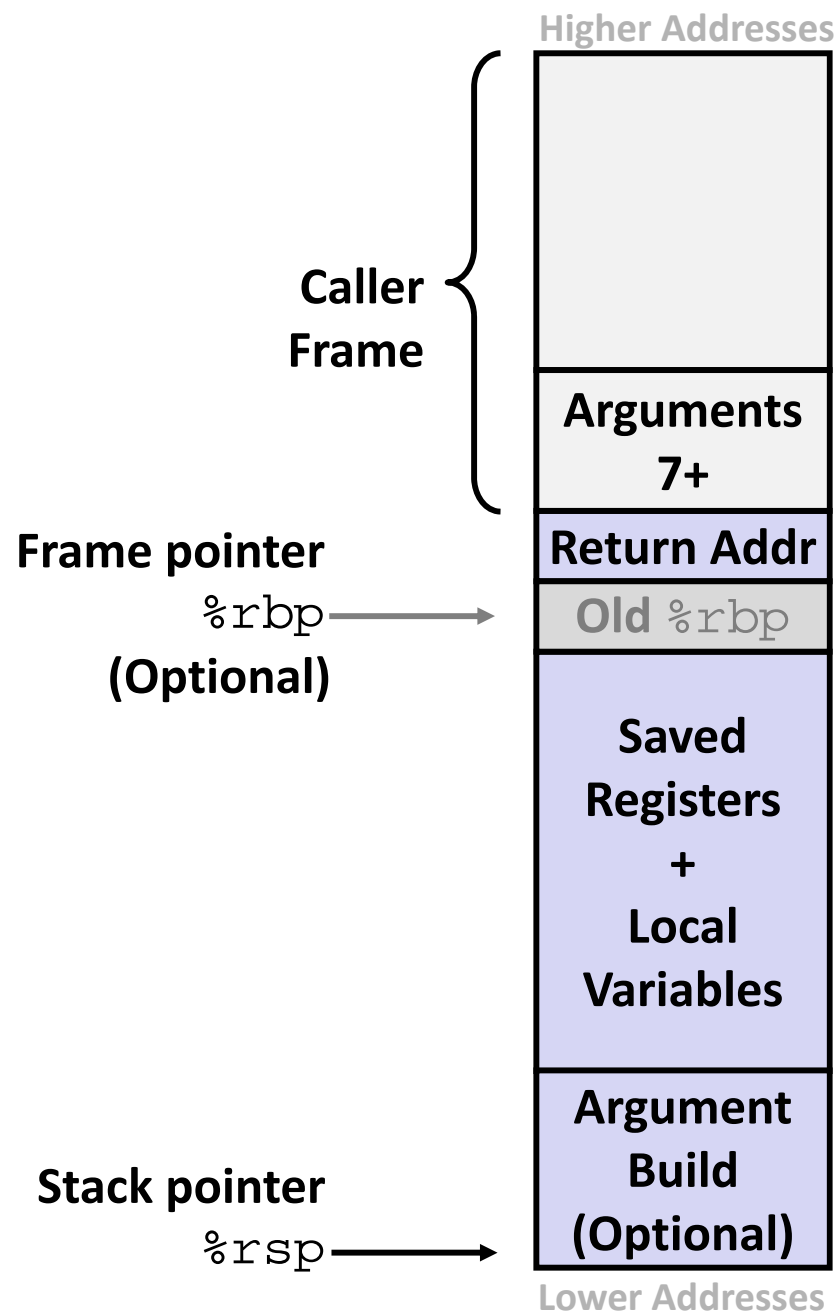 Higher Addresses
Caller
Frame
Arguments
7+
Frame pointer
%rbp
(Optional)
Return Addr
Old %rbp
Saved
Registers
+
Local
Variables
Argument
Build
(Optional)
Stack pointer
%rsp
Lower Addresses